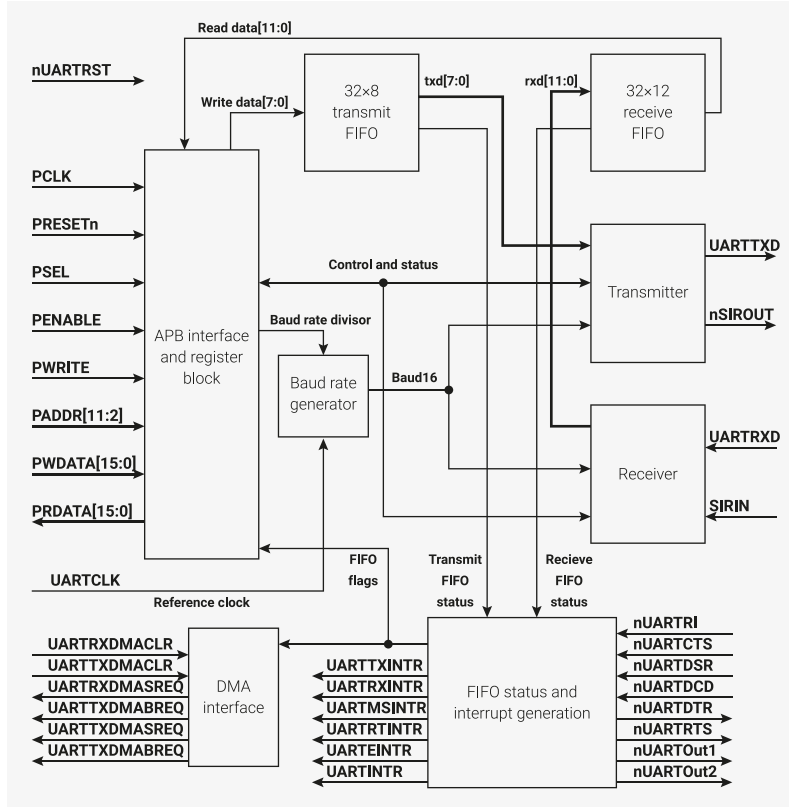 Read data[11:0]
nUARTRST
Write data[7:0]
32×8
transmit
FIFO
txd[7:0]
rxd[11:0]
32×12
receive
FIFO
PCLK
PRESETn
PSEL
PENABLE
PWRITE
PADDR[11:2]
PWDATA[15:0]
PRDATA[15:0]
APB interface
and register
block
Control and status
Baud rate divisor
Baud rate
generator
Baud16
Transmitter
UARTTXD
nSIROUT
Receiver
UARTRXD
SIRIN
UARTCLK
Reference clock
FIFO
flags
Transmit
FIFO
status
Recieve
FIFO
status
UARTRXDMACLR
UARTTXDMACLR
UARTRXDMASREQ
UARTRXDMABREQ
UARTTXDMASREQ
UARTTXDMABREQ
DMA
interface
UARTTXINTR
UARTRXINTR
UARTMSINTR
UARTRTINTR
UARTEINTR
UARTINTR
FIFO status and
interrupt generation
nUARTRI
nUARTCTS
nUARTDSR
nUARTDCD
nUARTDTR
nUARTRTS
nUARTOut1
nUARTOut2